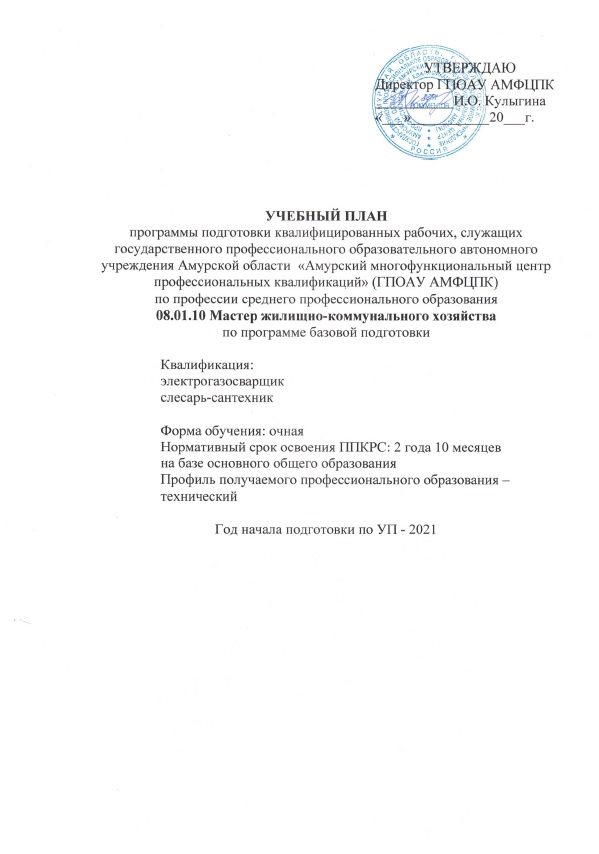 УТВЕРЖДАЮ
Директор ГПОАУ АМФЦПК
И.О. Кулыгина
«___»____________20___г.
РОССИЯ
УЧЕБНЫЙ ПЛАН
программы подготовки квалифицированных рабочих, служащих
государственного профессионального образовательного автономного
учреждения Амурской области «Амурский многофункциональный центр
профессиональных квалификаций» (ГПОАУ АМФЦПК)
по профессии среднего профессионального образования
08.01.10 Мастер жилищно-коммунального хозяйства
по программе базовой подготовки
Квалификация:
электрогазосварщик
слесарь-сантехник
Форма обучения: очная
Нормативный срок освоения ППКРС: 2 года 10 месяцев
на базе основного общего образования
Профиль получаемого профессионального образования –
технический
Год начала подготовки по УП - 2021